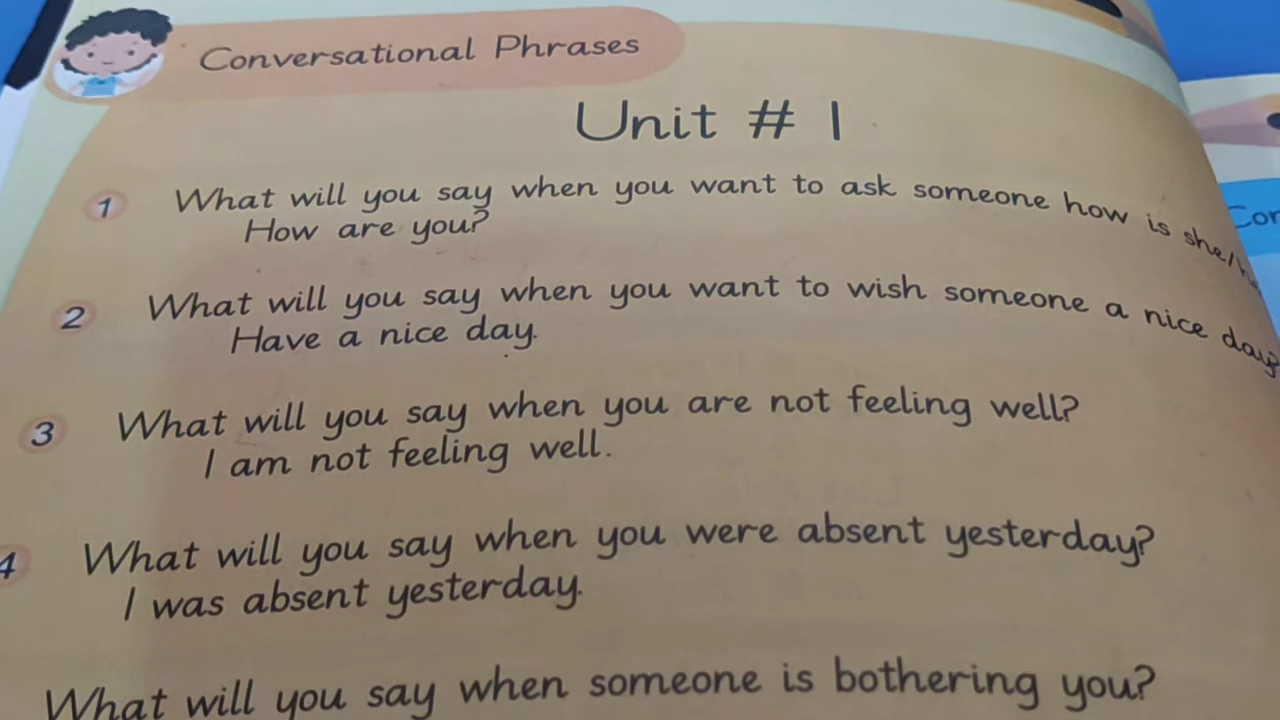 Conversational Phrases
Unit # 1
1 What will you say when you want to ask someone how is
How are you?
2 What will you say when you want to wish someone a nice day?
Have a nice day.
3 What will you say when you are not feeling well?
I am not feeling well.
4 What will you say when you were absent yesterday?
I was absent yesterday.
What will you say when someone is bothering you?